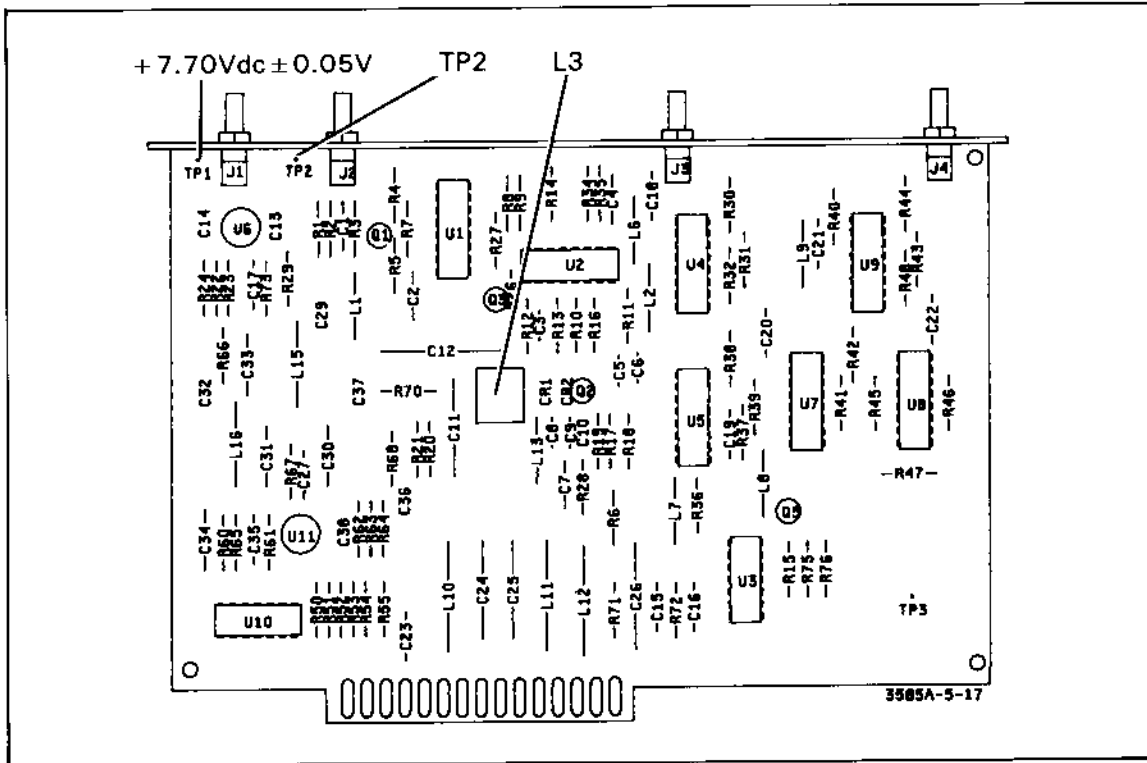 +7.70Vdc ± 0.05V TP2 L3
TP1 J1 TP2 J2 J4
R4 R8 R9 R14 R34 R35 C4 C18 R30 R40 R44
C14 U6 C13 R1 C1 R3 Q1 R7 U1 R27 L6 U4 L9 C21 U9 R43
R24 R22 R23 C17 R73 R29 R5 C2 U2 R32 R31
C29 L1 R12 C3 R13 R10 R16 R11 L2 C20 C22
R66 C33 L15 C12 C5 C6 R38 R42
C32 C37 R70 CR1 CR2 Q2 U5 R39 U7 R41 R45 U8 R46
L16 C31 R67 C27 C30 R68 R21 R20 C11 L13 C8 C9 C10 R19 R17 R18 C19 R37
C36 C7 R28 L8 R47
C34 R60 R65 C35 R61 U11 C38 R62 R63 R64 R6 L7 R36
U10 R50 R51 R53 R54 R55 C23 L10 C24 C25 L11 L12 R71 C26 C15 R72 C16 U3 R15 R75 R76 TP3
3585A-5-17